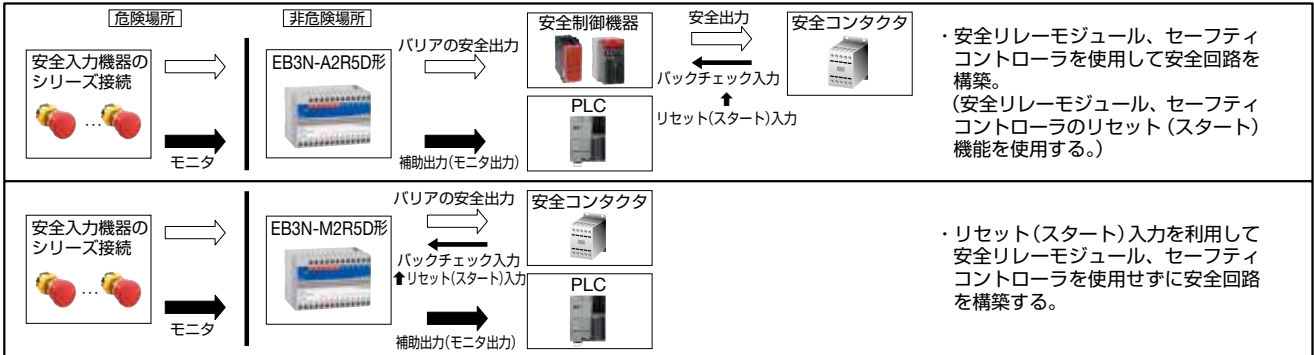 危険場所
非危険場所
安全入力機器の
シリーズ接続
…
モニタ
EB3N-A2R5D形
バリアの安全出力
補助出力(モニタ出力)
安全制御機器
PLC
安全出力
バックチェック入力
リセット(スタート)入力
安全コンタクタ
・安全リレーモジュール、セーフティ
コントローラを使用して安全回路を
構築。
(安全リレーモジュール、セーフティ
コントローラのリセット(スタート)
機能を使用する。)
安全入力機器の
シリーズ接続
…
モニタ
EB3N-M2R5D形
バリアの安全出力
バックチェック入力
リセット(スタート)入力
補助出力(モニタ出力)
安全コンタクタ
PLC
・リセット(スタート)入力を利用して
安全リレーモジュール、セーフティ
コントローラを使用せずに安全回路
を構築する。